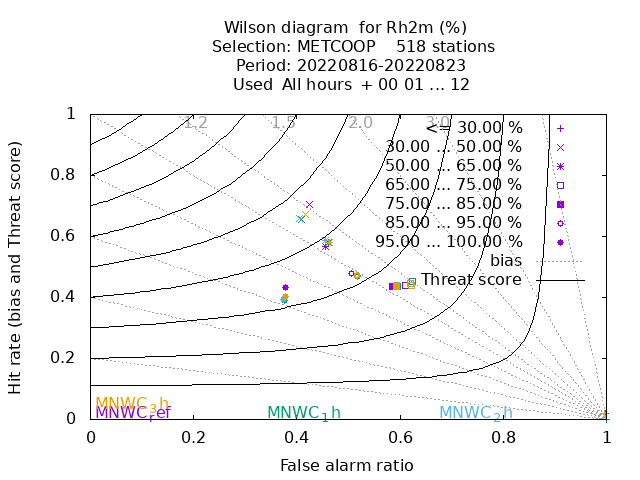 Wilson diagram for Rh2m (%)
Selection: METCOOP 518 stations
Period: 20220816-20220823
Used All hours + 00 01 ... 12
Hit rate (bias and Threat score)
1
0.8
0.6
0.4
0.2
0
1.2 1.5 2.0 3.0
<= 30.00 %
30.00 ... 50.00 %
50.00 ... 65.00 %
65.00 ... 75.00 %
75.00 ... 85.00 %
85.00 ... 95.00 %
95.00 ... 100.00 %
bias
Threat score
MNWC_3h
MNWC_ref MNWC_1h MNWC_2h
0 0.2 0.4 0.6 0.8 1
False alarm ratio